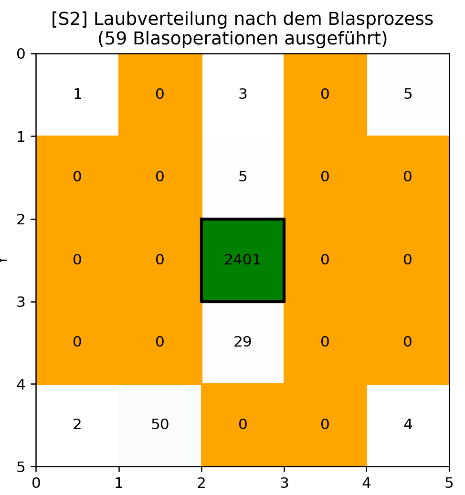 [S2] Laubverteilung nach dem Blasprozess
(59 Blasoperationen ausgeführt)
0
1 0 3 0 5
1
0 0 5 0 0
2
0 0 2401 0 0
3
0 0 29 0 0
4
2 50 0 0 4
5
0 1 2 3 4 5